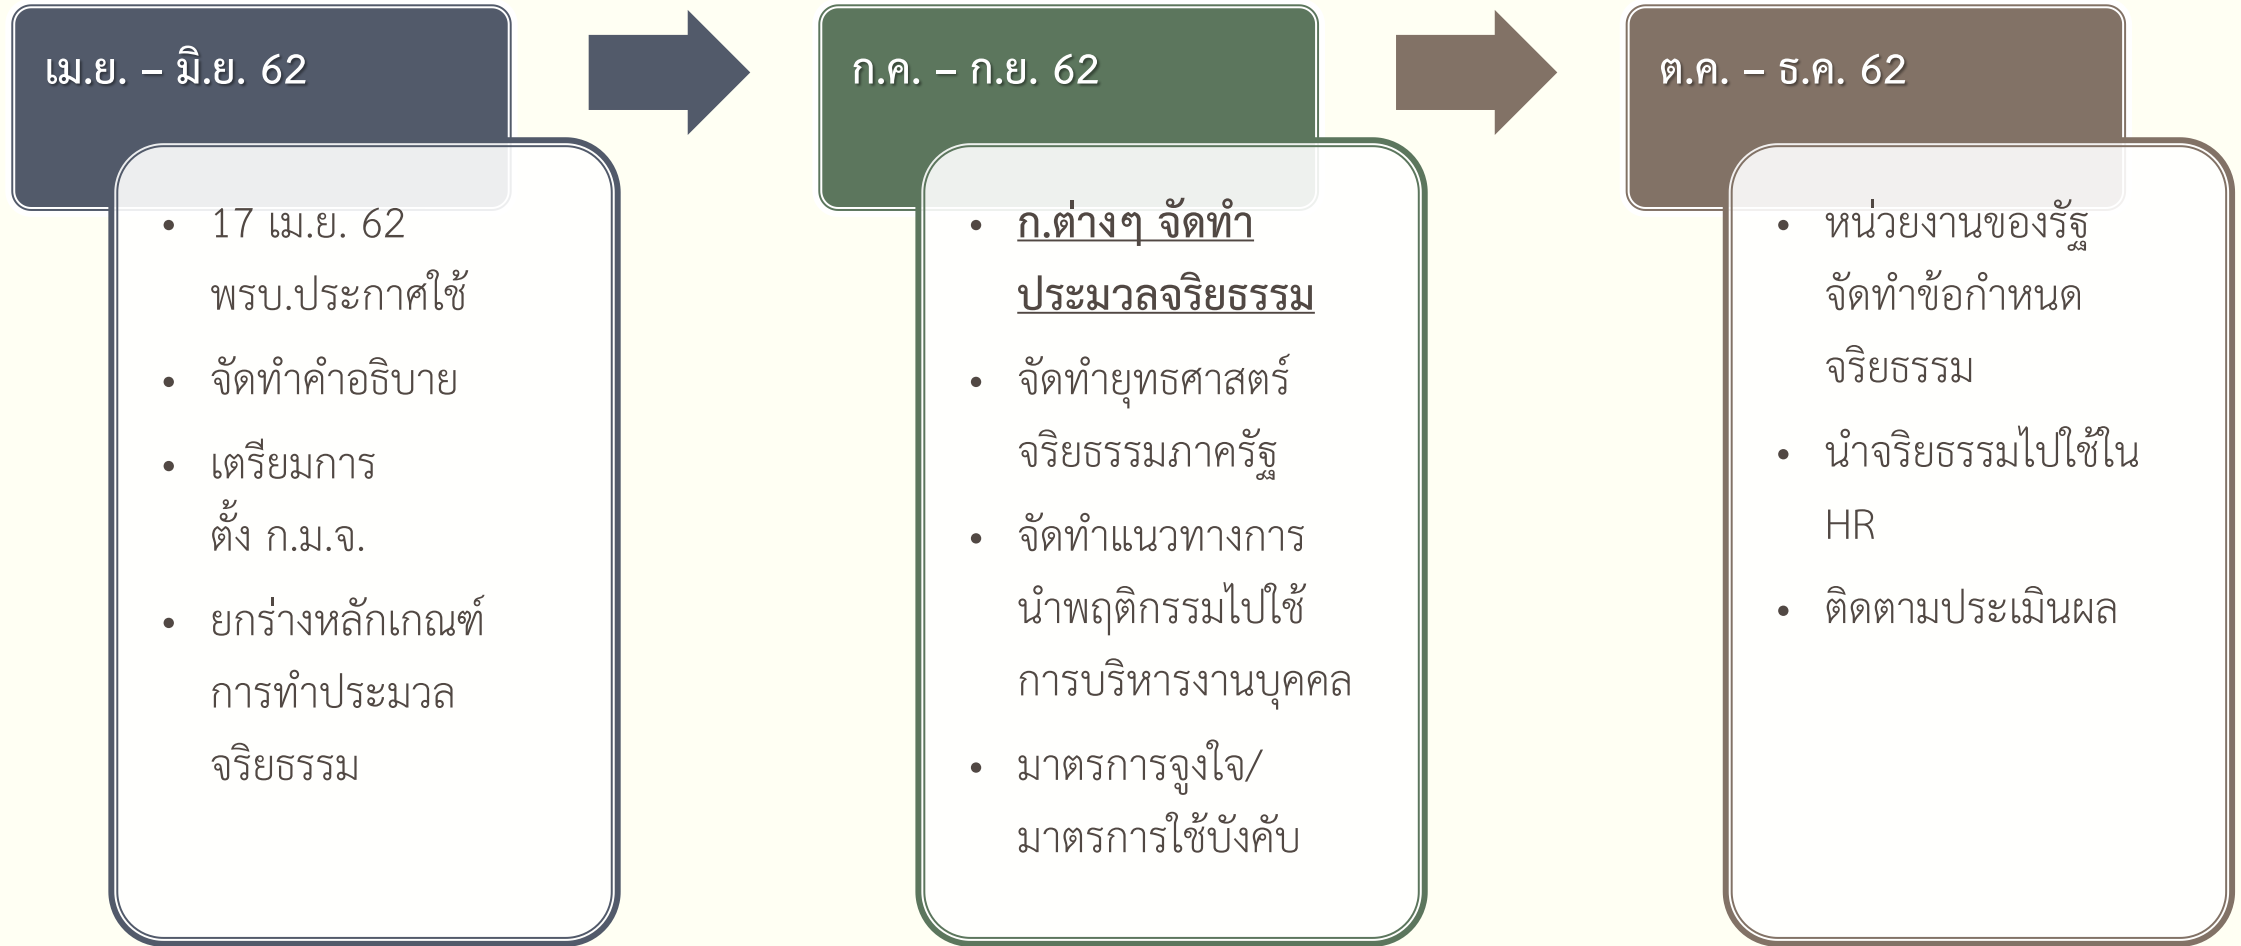 เม.ย. – มิ.ย. 62
• 17 เม.ย. 62
พรบ.ประกาศใช้
• จัดทำคำอธิบาย
• เตรียมการ
ตั้ง ก.ม.จ.
• ยกร่างหลักเกณฑ์
การทำประมวล
จริยธรรม
ก.ค. – ก.ย. 62
• ก.ต่างๆ จัดทำ
ประมวลจริยธรรม
• จัดทำยุทธศาสตร์
จริยธรรมภาครัฐ
• จัดทำแนวทางการ
นำพฤติกรรมไปใช้
การบริหารงานบุคคล
• มาตรการจูงใจ/
มาตรการใช้บังคับ
ต.ค. – ธ.ค. 62
• หน่วยงานของรัฐ
จัดทำข้อกำหนด
จริยธรรม
• นำจริยธรรมไปใช้ใน
HR
• ติดตามประเมินผล